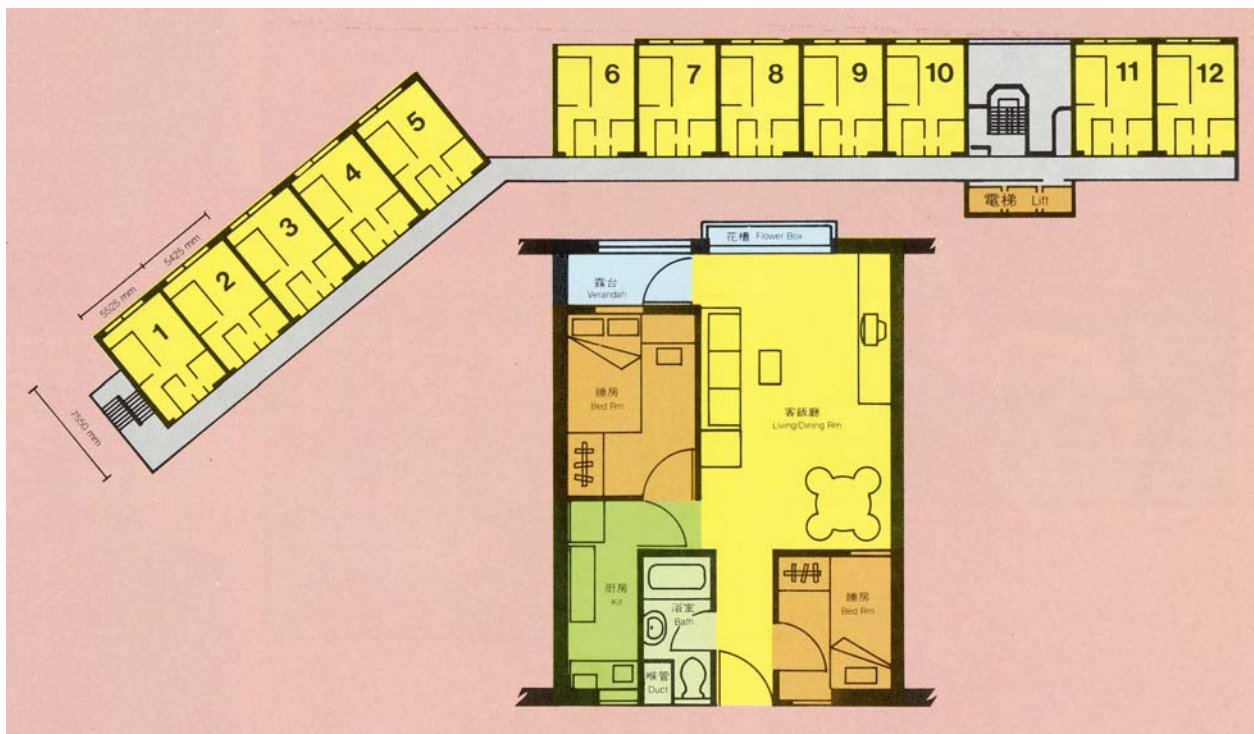 1
2
3
4
5
6
7
8
9
10
11
12
5525 mm
5425 mm
7550 mm
電梯 Lift
花槽 Flower Box
露台
Verandah
睡房
Bed Rm
客飯廳
Living/Dining Rm
廚房
Kit
浴室
Bath
喉管
Duct
睡房
Bed Rm